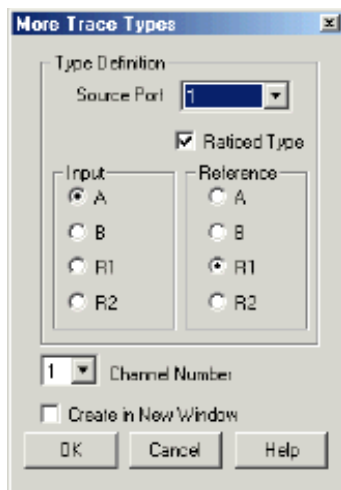 More Trace Types
Type Definition
Source Port 1
Ratioed Type
Input Reference
A A
B B
R1 R1
R2 R2
1 Channel Number
Create in New Window
OK Cancel Help